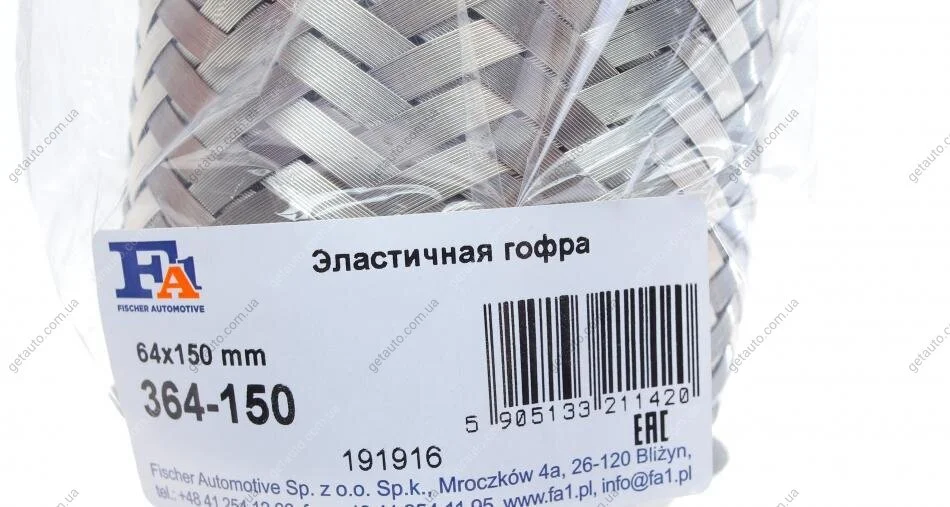 Эластичная гофра
FA1
FISCHER AUTOMOTIVE
64x150 mm
364-150
5 905133 211420
EAC
191916
Fischer Automotive Sp. z o.o. Sp.k., Mroczków 4a, 26-120 Bliżyn,
www.fa1.pl, info@fa1.pl
getauto.com.ua